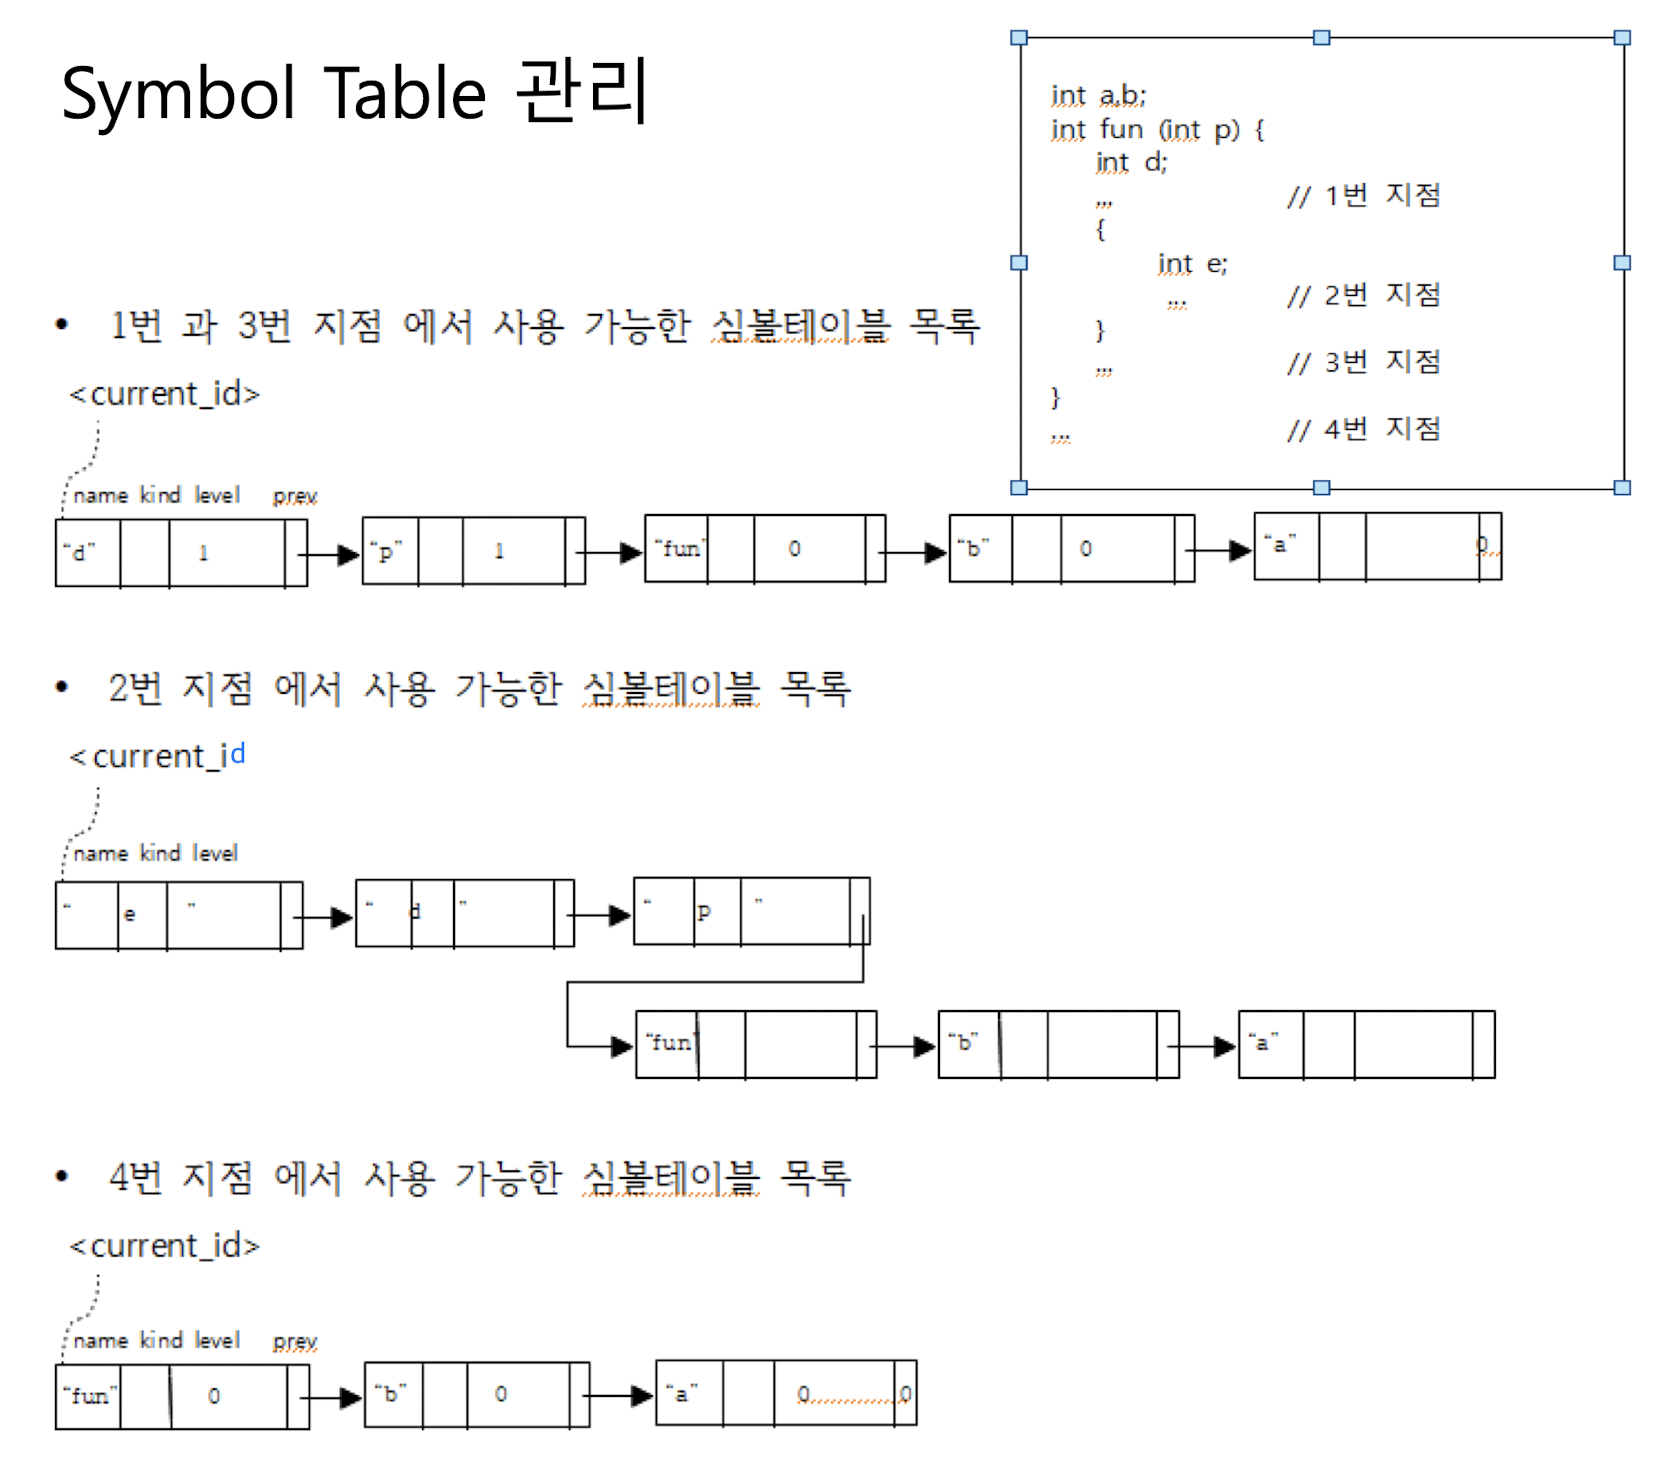 Symbol Table 관리
int a,b;
int fun (int p) {
int d;
... // 1번 지점
{
int e;
... // 2번 지점
}
... // 3번 지점
}
... // 4번 지점
• 1번 과 3번 지점 에서 사용 가능한 심볼테이블 목록
<current_id>
name kind level prev
“d” 1 “p” 1 “fun” 0 “b” 0 “a” 0
• 2번 지점 에서 사용 가능한 심볼테이블 목록
<current_id
name kind level
“ e ” “ d ” “ p ”
“fun” “b” “a”
• 4번 지점 에서 사용 가능한 심볼테이블 목록
<current_id>
name kind level prev
“fun” 0 “b” 0 “a” 0 0